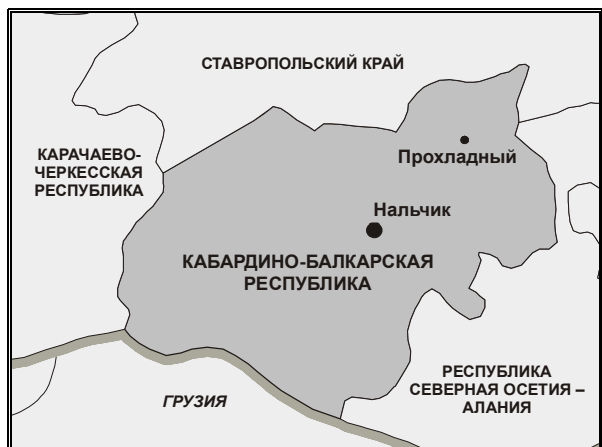 СТАВРОПОЛЬСКИЙ КРАЙ
КАРАЧАЕВО-
ЧЕРКЕССКАЯ
РЕСПУБЛИКА
Прохладный
Нальчик
КАБАРДИНО-БАЛКАРСКАЯ
РЕСПУБЛИКА
РЕСПУБЛИКА
СЕВЕРНАЯ ОСЕТИЯ –
АЛАНИЯ
ГРУЗИЯ